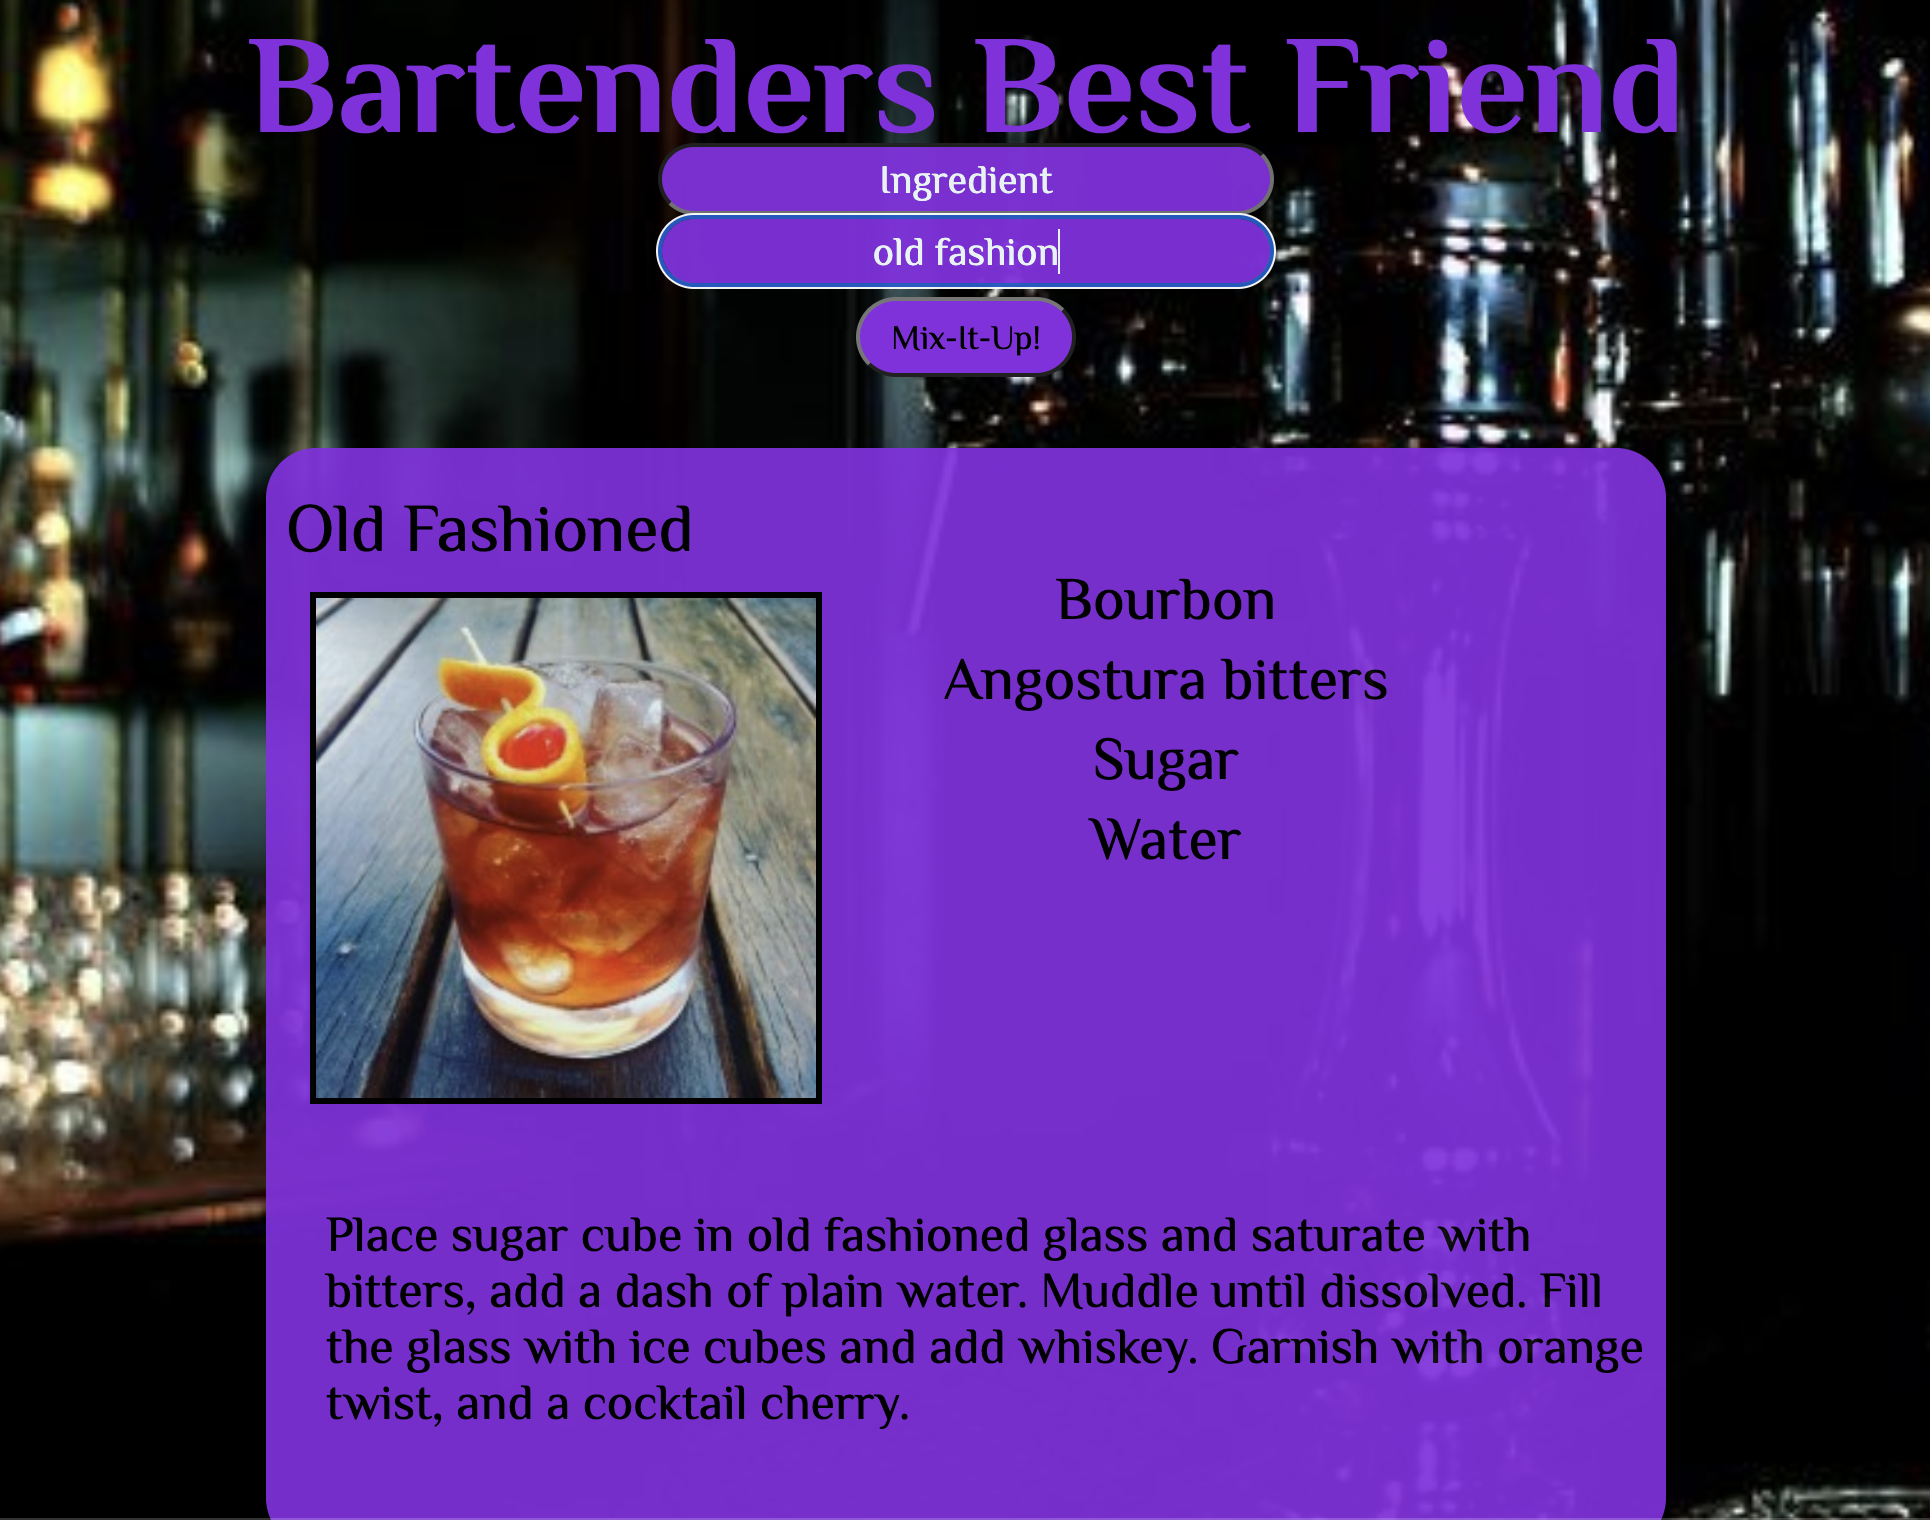 Bartenders Best Friend
Ingredient
old fashion
Mix-It-Up!
Old Fashioned
Bourbon
Angostura bitters
Sugar
Water
Place sugar cube in old fashioned glass and saturate with
bitters, add a dash of plain water. Muddle until dissolved. Fill
the glass with ice cubes and add whiskey. Garnish with orange
twist, and a cocktail cherry.